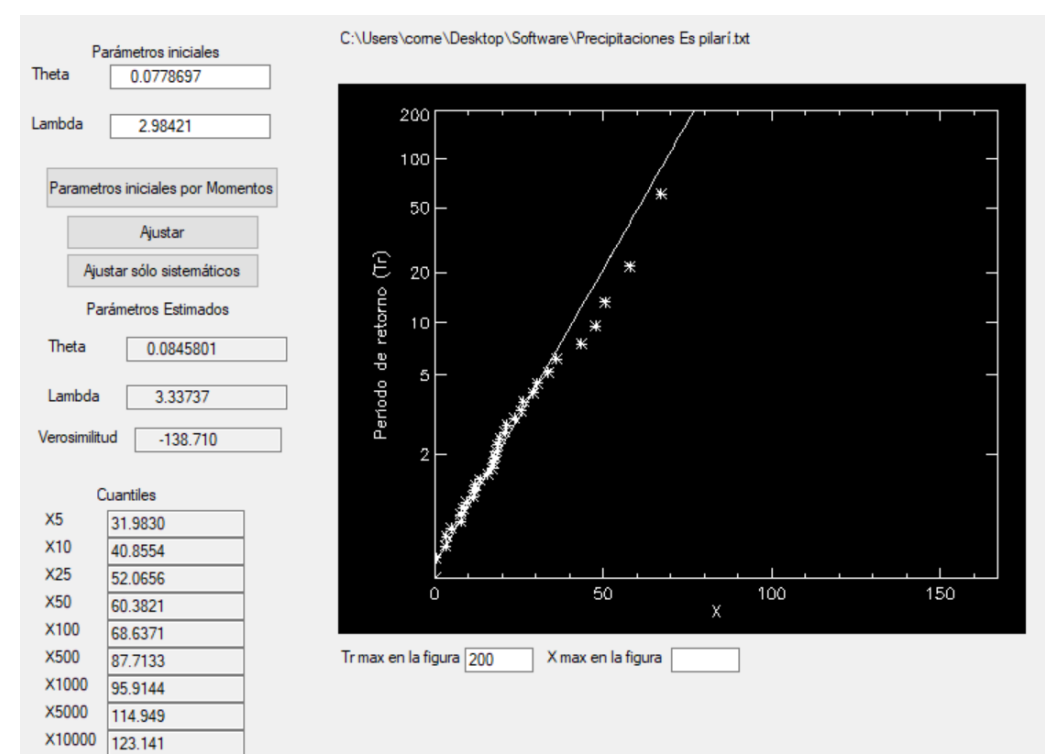 C:\Users\come\Desktop\Software\Precipitaciones Es pilarí.txt
Parámetros iniciales
Theta 0.0778697
Lambda 2.98421
Parametros iniciales por Momentos
Ajustar
Ajustar sólo sistemáticos
Parámetros Estimados
Theta 0.0845801
Lambda 3.33737
Verosimilitud -138.710
Cuantiles
X5 31.9830
X10 40.8554
X25 52.0656
X50 60.3821
X100 68.6371
X500 87.7133
X1000 95.9144
X5000 114.949
X10000 123.141
Período de retorno (Tr)
200
100
50
20
10
5
2
0 50 100 150
X
Tr max en la figura 200 X max en la figura